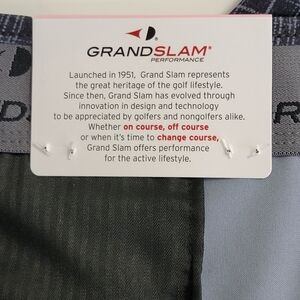 GRANDSLAM®
PERFORMANCE
Launched in 1951, Grand Slam represents
the great heritage of the golf lifestyle.
Since then, Grand Slam has evolved through
innovation in design and technology
to be appreciated by golfers and nongolfers alike.
Whether on course, off course
or when it's time to change course,
Grand Slam offers performance
for the active lifestyle.